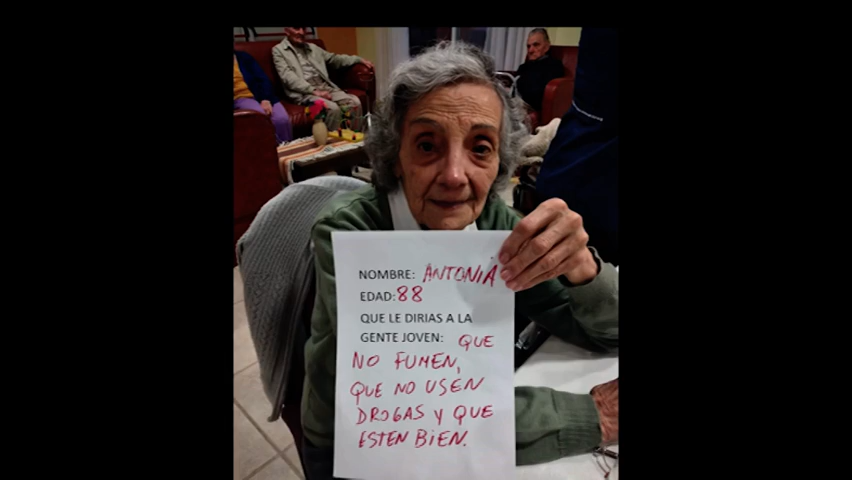 NOMBRE: ANTONIA
EDAD: 88
QUE LE DIRIAS A LA
GENTE JOVEN: QUE
NO FUMEN,
QUE NO USEN
DROGAS Y QUE
ESTEN BIEN.